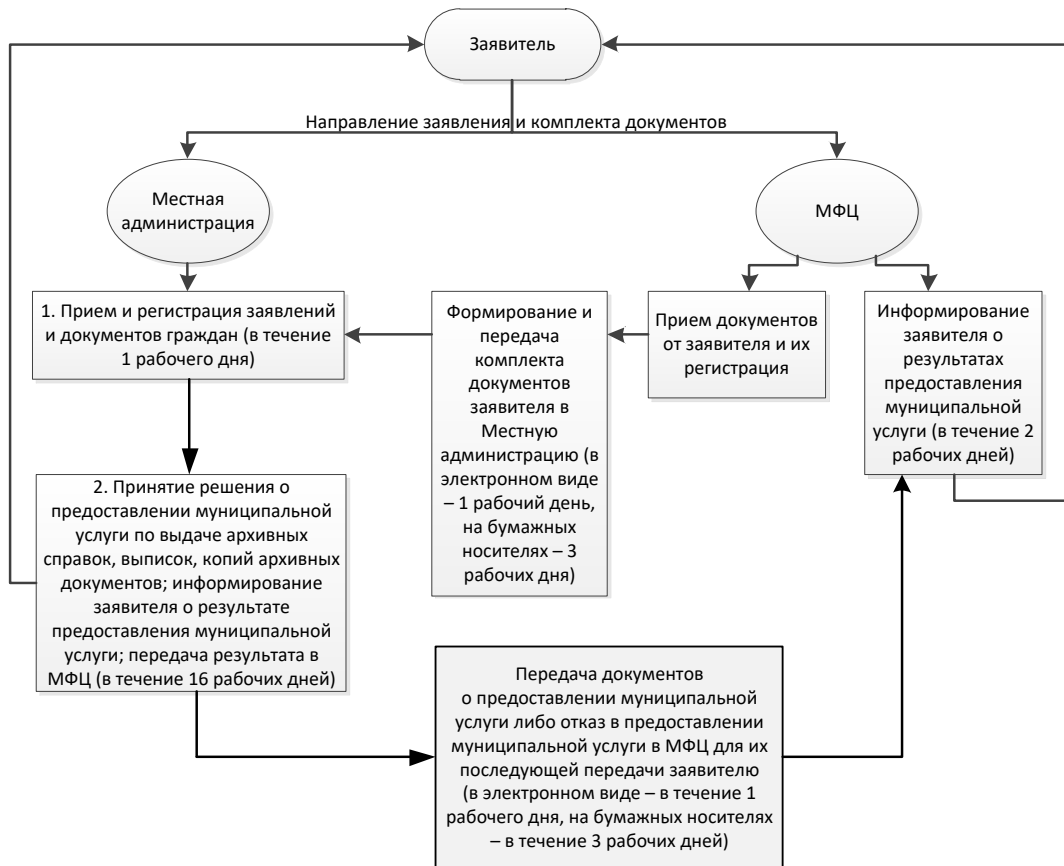 Заявитель
Направление заявления и комплекта документов
Местная
администрация
МФЦ
1. Прием и регистрация заявлений
и документов граждан (в течение
1 рабочего дня)
Формирование и
передача
комплекта
документов
заявителя в
Местную
администрацию (в
электронном виде
– 1 рабочий день,
на бумажных
носителях – 3
рабочих дня)
Прием документов
от заявителя и их
регистрация
Информирование
заявителя о
результатах
предоставления
муниципальной
услуги (в течение 2
рабочих дней)
2. Принятие решения о
предоставлении муниципальной
услуги по выдаче архивных
справок, выписок, копий архивных
документов; информирование
заявителя о результате
предоставления муниципальной
услуги; передача результата в
МФЦ (в течение 16 рабочих дней)
Передача документов
о предоставлении муниципальной
услуги либо отказ в предоставлении
муниципальной услуги в МФЦ для их
последующей передачи заявителю
(в электронном виде – в течение 1
рабочего дня, на бумажных носителях
– в течение 3 рабочих дней)